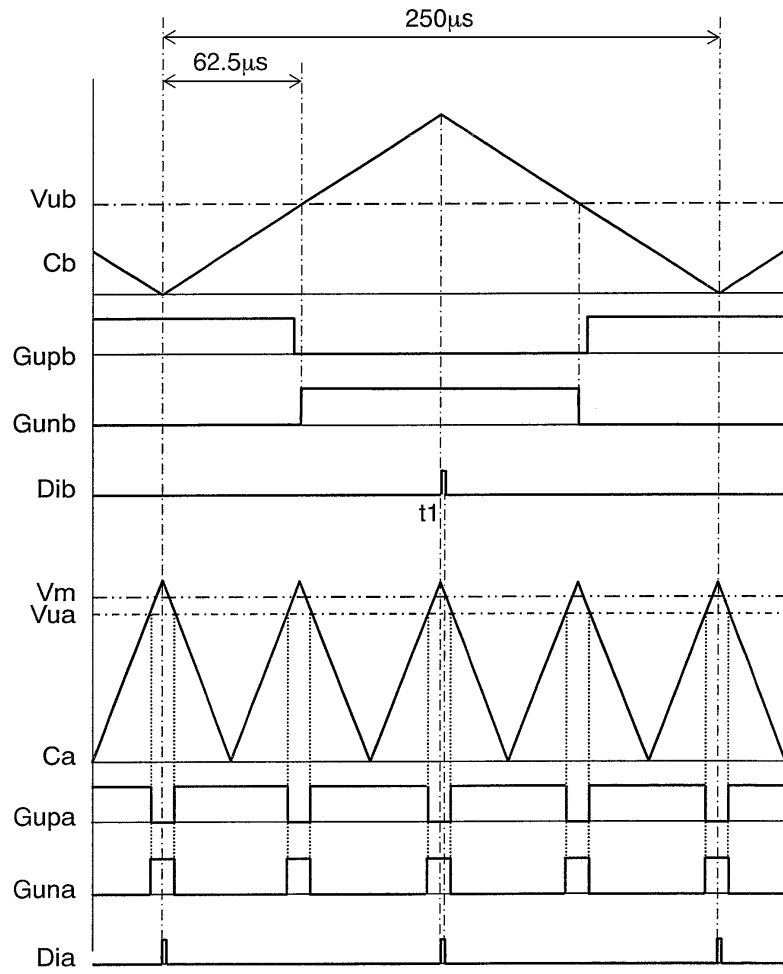 250μs
62.5μs
Vub
Cb
Gupb
Gunb
Dib
t1
Vm
Vua
Ca
Gupa
Guna
Dia